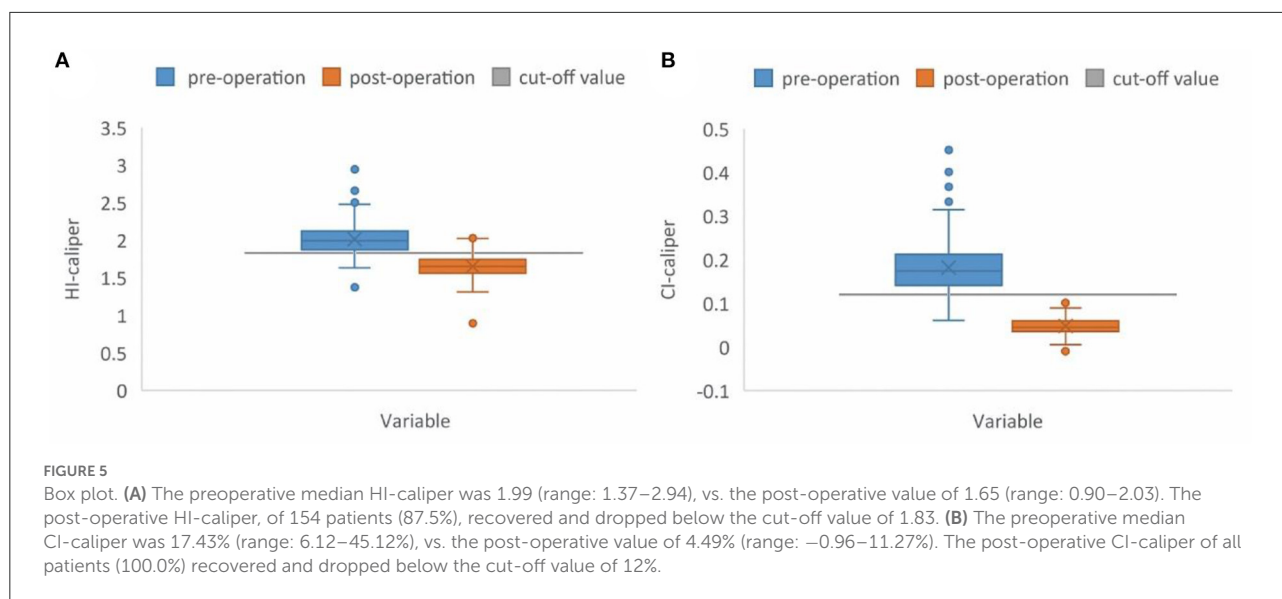 A
pre-operation post-operation cut-off value
HI-caliper
3.5
3
2.5
2
1.5
1
0.5
0
Variable
B
pre-operation post-operation cut-off value
CI-caliper
0.5
0.4
0.3
0.2
0.1
0
-0.1
Variable
FIGURE 5
Box plot. (A) The preoperative median HI-caliper was 1.99 (range: 1.37–2.94), vs. the post-operative value of 1.65 (range: 0.90–2.03). The
post-operative HI-caliper, of 154 patients (87.5%), recovered and dropped below the cut-off value of 1.83. (B) The preoperative median
CI-caliper was 17.43% (range: 6.12–45.12%), vs. the post-operative value of 4.49% (range: −0.96–11.27%). The post-operative CI-caliper of all
patients (100.0%) recovered and dropped below the cut-off value of 12%.